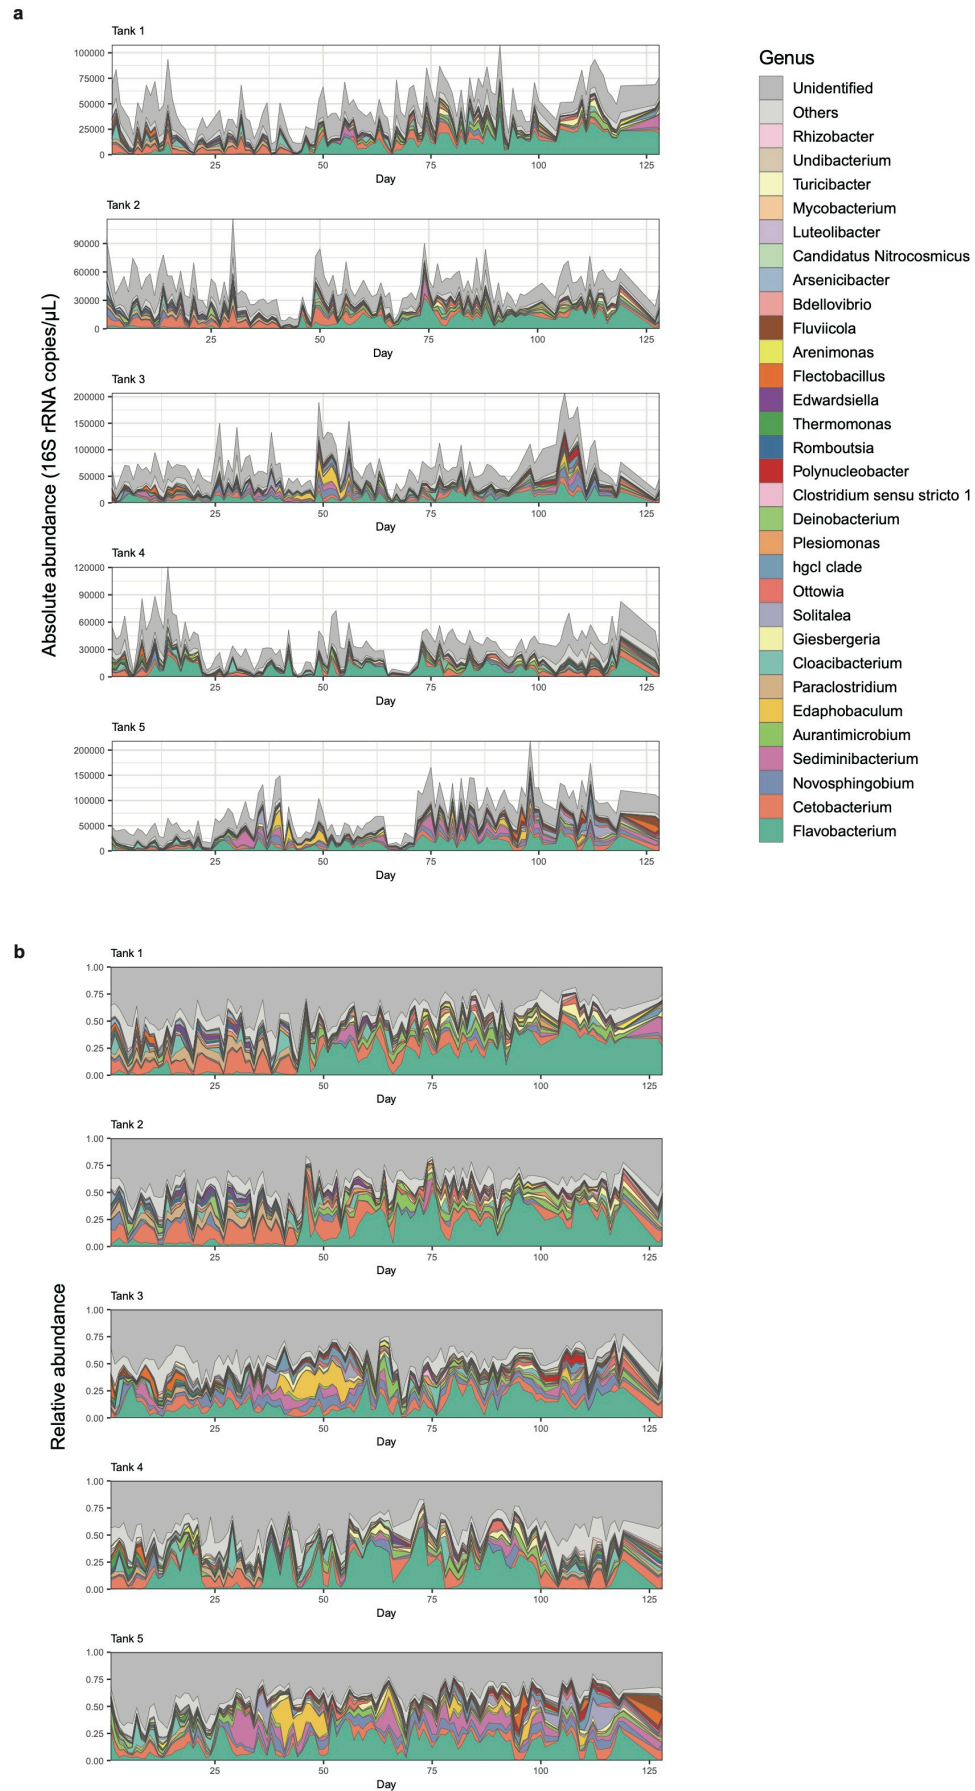 a
Tank 1
100000
75000
50000
25000
0
25 50 75 100 125
Day
Tank 2
90000
60000
30000
0
25 50 75 100 125
Day
Tank 3
200000
150000
100000
50000
0
25 50 75 100 125
Day
Tank 4
120000
90000
60000
30000
0
25 50 75 100 125
Day
Tank 5
200000
150000
100000
50000
0
25 50 75 100 125
Day
Absolute abundance (16S rRNA copies/µL)
Genus
Unidentified
Others
Rhizobacter
Undibacterium
Turicibacter
Mycobacterium
Luteolibacter
Candidatus Nitrocosmicus
Arsenicibacter
Bdellovibrio
Fluviicola
Arenimonas
Flectobacillus
Edwardsiella
Thermomonas
Romboutsia
Polynucleobacter
Clostridium sensu stricto 1
Deinobacterium
Plesiomonas
hgcI clade
Ottowia
Solitalea
Giesbergeria
Cloacibacterium
Paraclostridium
Edaphobaculum
Aurantimicrobium
Sediminibacterium
Novosphingobium
Cetobacterium
Flavobacterium
b
Tank 1
1.00
0.75
0.50
0.25
0.00
25 50 75 100 125
Day
Tank 2
1.00
0.75
0.50
0.25
0.00
25 50 75 100 125
Day
Tank 3
1.00
0.75
0.50
0.25
0.00
25 50 75 100 125
Day
Tank 4
1.00
0.75
0.50
0.25
0.00
25 50 75 100 125
Day
Tank 5
1.00
0.75
0.50
0.25
0.00
25 50 75 100 125
Day
Relative abundance